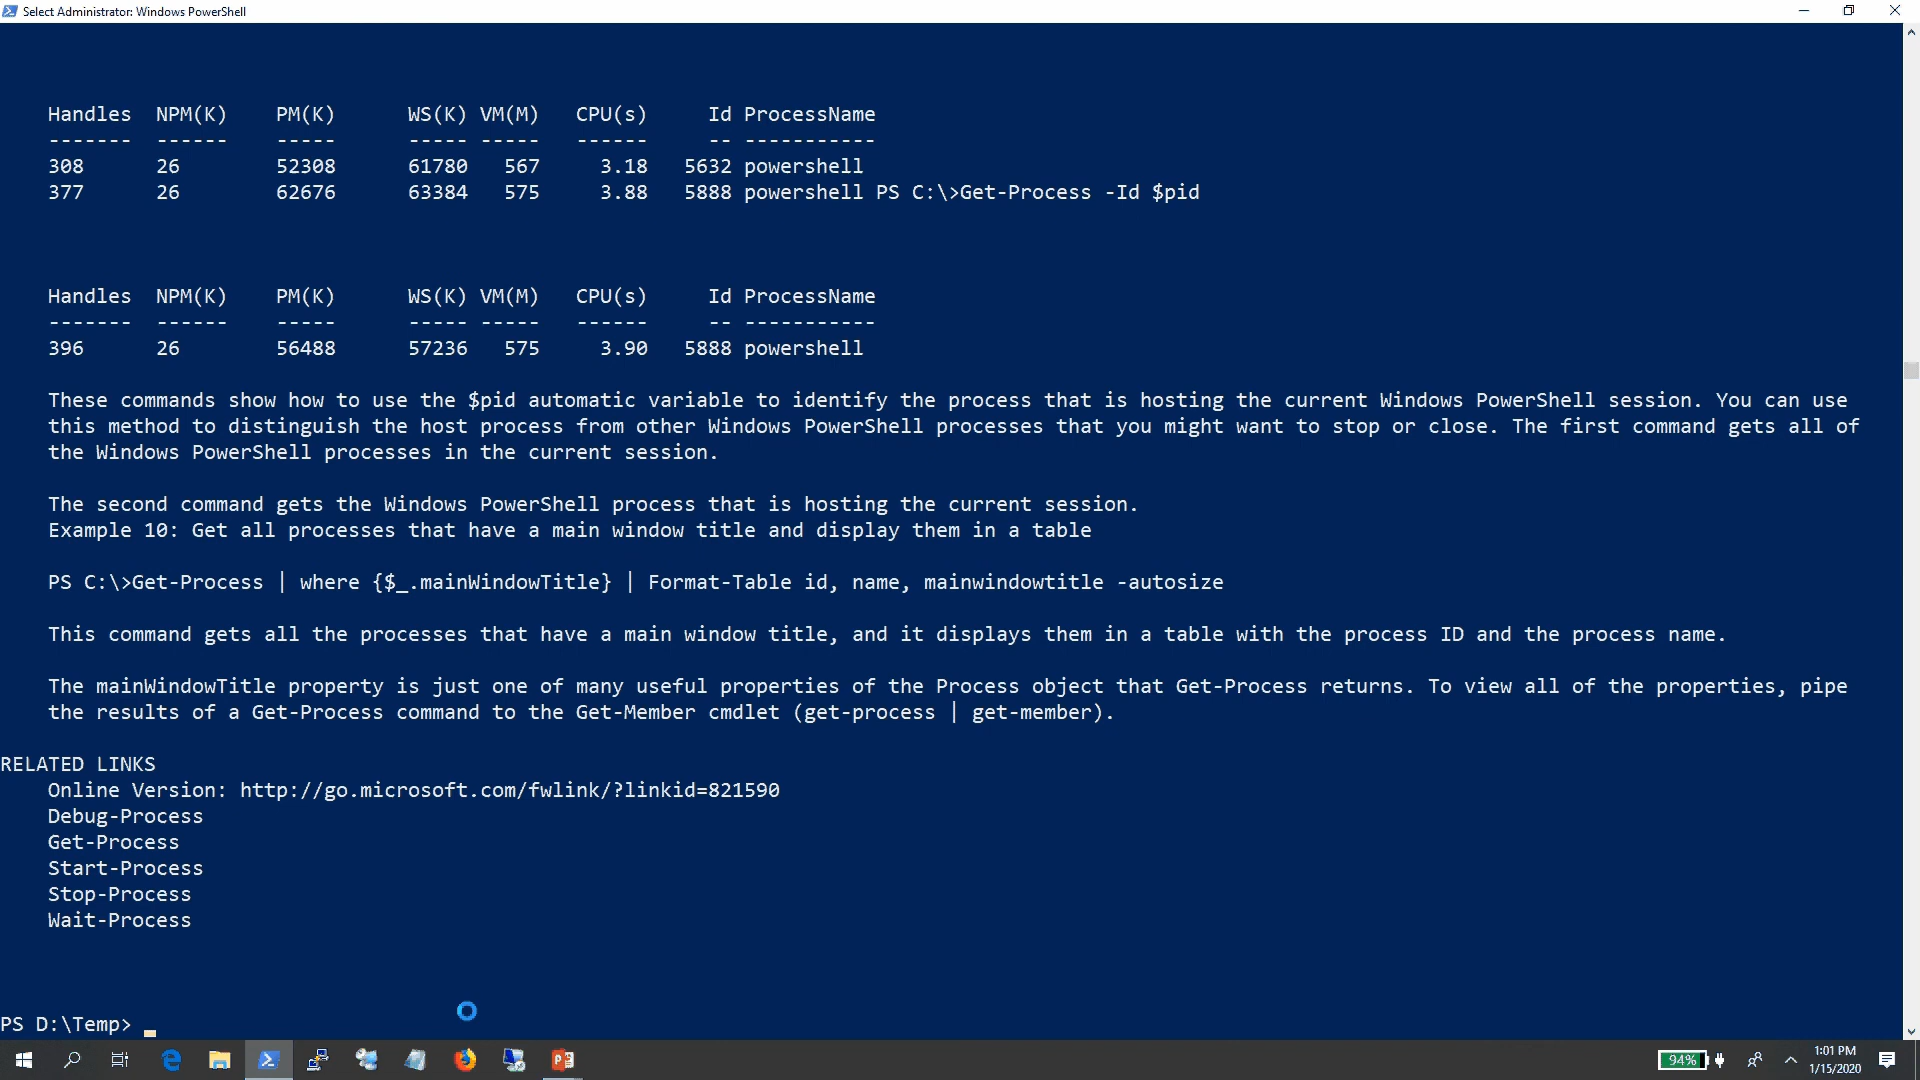 Select Administrator: Windows PowerShell
Handles  NPM(K)    PM(K)      WS(K) VM(M)   CPU(s)     Id ProcessName
-------  ------    -----      ----- -----   ------     -- -----------
308      26        52308      61780   567     3.18   5632 powershell
377      26        62676      63384   575     3.88   5888 powershell PS C:\>Get-Process -Id $pid
Handles  NPM(K)    PM(K)      WS(K) VM(M)   CPU(s)     Id ProcessName
-------  ------    -----      ----- -----   ------     -- -----------
396      26        56488      57236   575     3.90   5888 powershell
These commands show how to use the $pid automatic variable to identify the process that is hosting the current Windows PowerShell session. You can use
this method to distinguish the host process from other Windows PowerShell processes that you might want to stop or close. The first command gets all of
the Windows PowerShell processes in the current session.
The second command gets the Windows PowerShell process that is hosting the current session.
Example 10: Get all processes that have a main window title and display them in a table
PS C:\>Get-Process | where {$_.mainWindowTitle} | Format-Table id, name, mainwindowtitle -autosize
This command gets all the processes that have a main window title, and it displays them in a table with the process ID and the process name.
The mainWindowTitle property is just one of many useful properties of the Process object that Get-Process returns. To view all of the properties, pipe
the results of a Get-Process command to the Get-Member cmdlet (get-process | get-member).
RELATED LINKS
Online Version: http://go.microsoft.com/fwlink/?linkid=821590
Debug-Process
Get-Process
Start-Process
Stop-Process
Wait-Process
PS D:\Temp>
94%
1:01 PM
1/15/2020